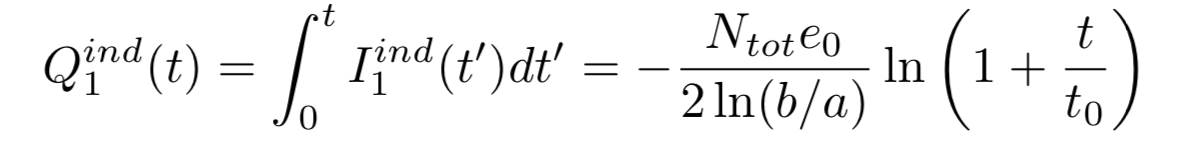 $Q_1^{ind}(t) = \int_0^t I_1^{ind}(t')dt' = -\frac{N_{tot}e_0}{2\ln(b/a)} \ln\left(1 + \frac{t}{t_0}\right)$